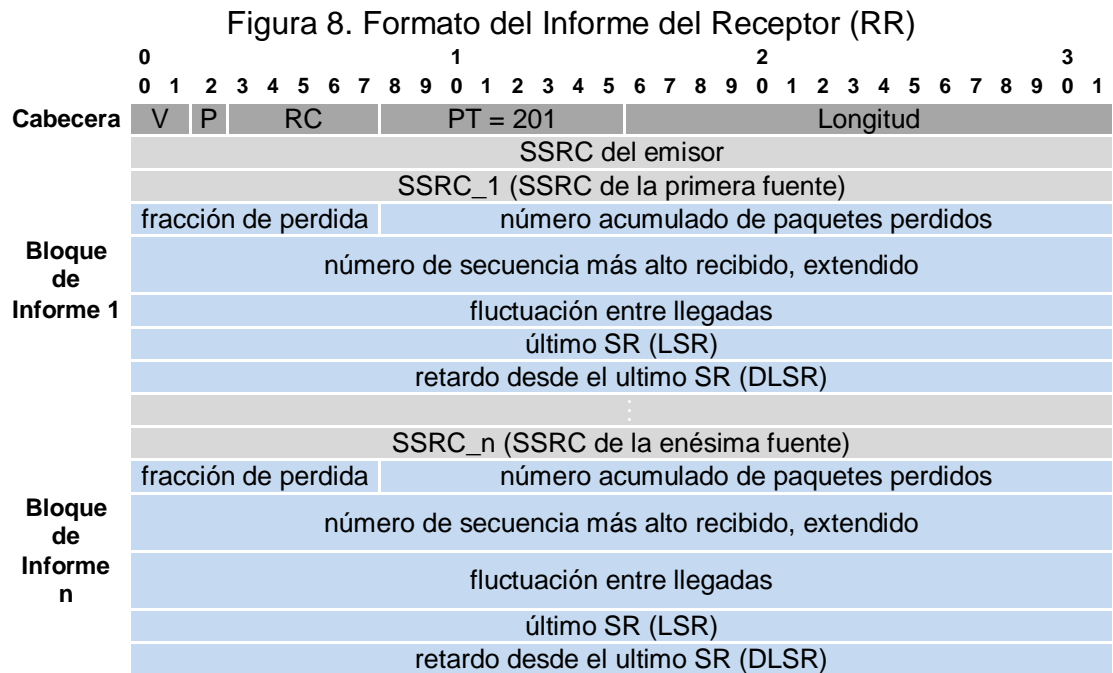 Figura 8. Formato del Informe del Receptor (RR)
0 1 2 3
0 1 2 3 4 5 6 7 8 9 0 1 2 3 4 5 6 7 8 9 0 1 2 3 4 5 6 7 8 9 0 1
Cabecera V P RC PT = 201 Longitud
SSRC del emisor
SSRC_1 (SSRC de la primera fuente)
fracción de perdida número acumulado de paquetes perdidos
Bloque
de
Informe 1
número de secuencia más alto recibido, extendido
fluctuación entre llegadas
último SR (LSR)
retardo desde el ultimo SR (DLSR)
⋮
SSRC_n (SSRC de la enésima fuente)
fracción de perdida número acumulado de paquetes perdidos
Bloque
de
Informe
n
número de secuencia más alto recibido, extendido
fluctuación entre llegadas
último SR (LSR)
retardo desde el ultimo SR (DLSR)